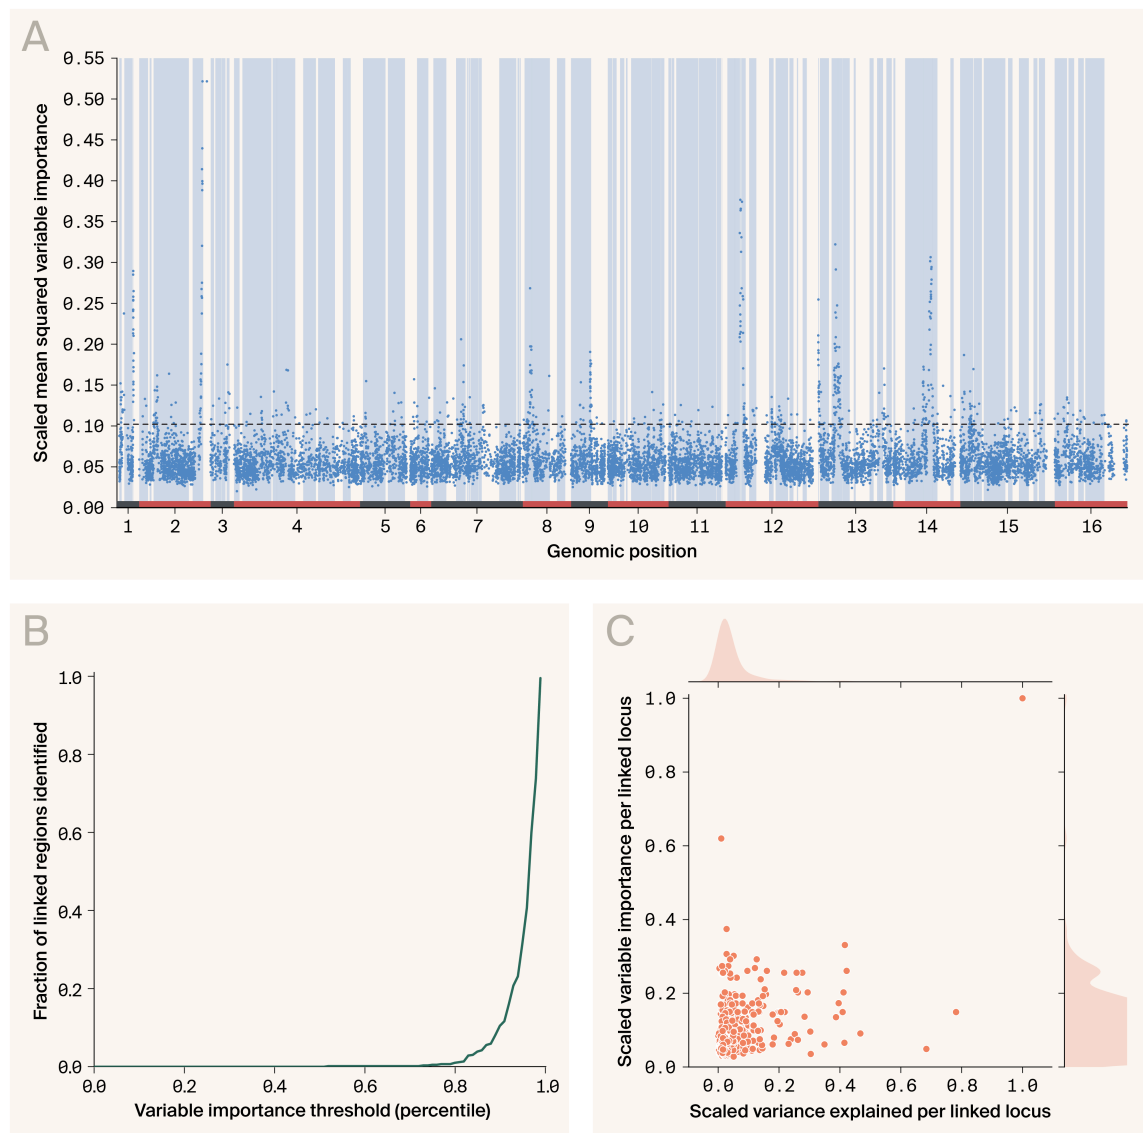 A
0.55
0.50
0.45
0.40
0.35
0.30
0.25
0.20
0.15
0.10
0.05
0.00
Scaled mean squared variable importance
1 2 3 4 5 6 7 8 9 10 11 12 13 14 15 16
Genomic position
B
1.0
0.8
0.6
0.4
0.2
0.0
Fraction of linked regions identified
0.0 0.2 0.4 0.6 0.8 1.0
Variable importance threshold (percentile)
C
1.0
0.8
0.6
0.4
0.2
0.0
Scaled variable importance per linked locus
0.0 0.2 0.4 0.6 0.8 1.0
Scaled variance explained per linked locus